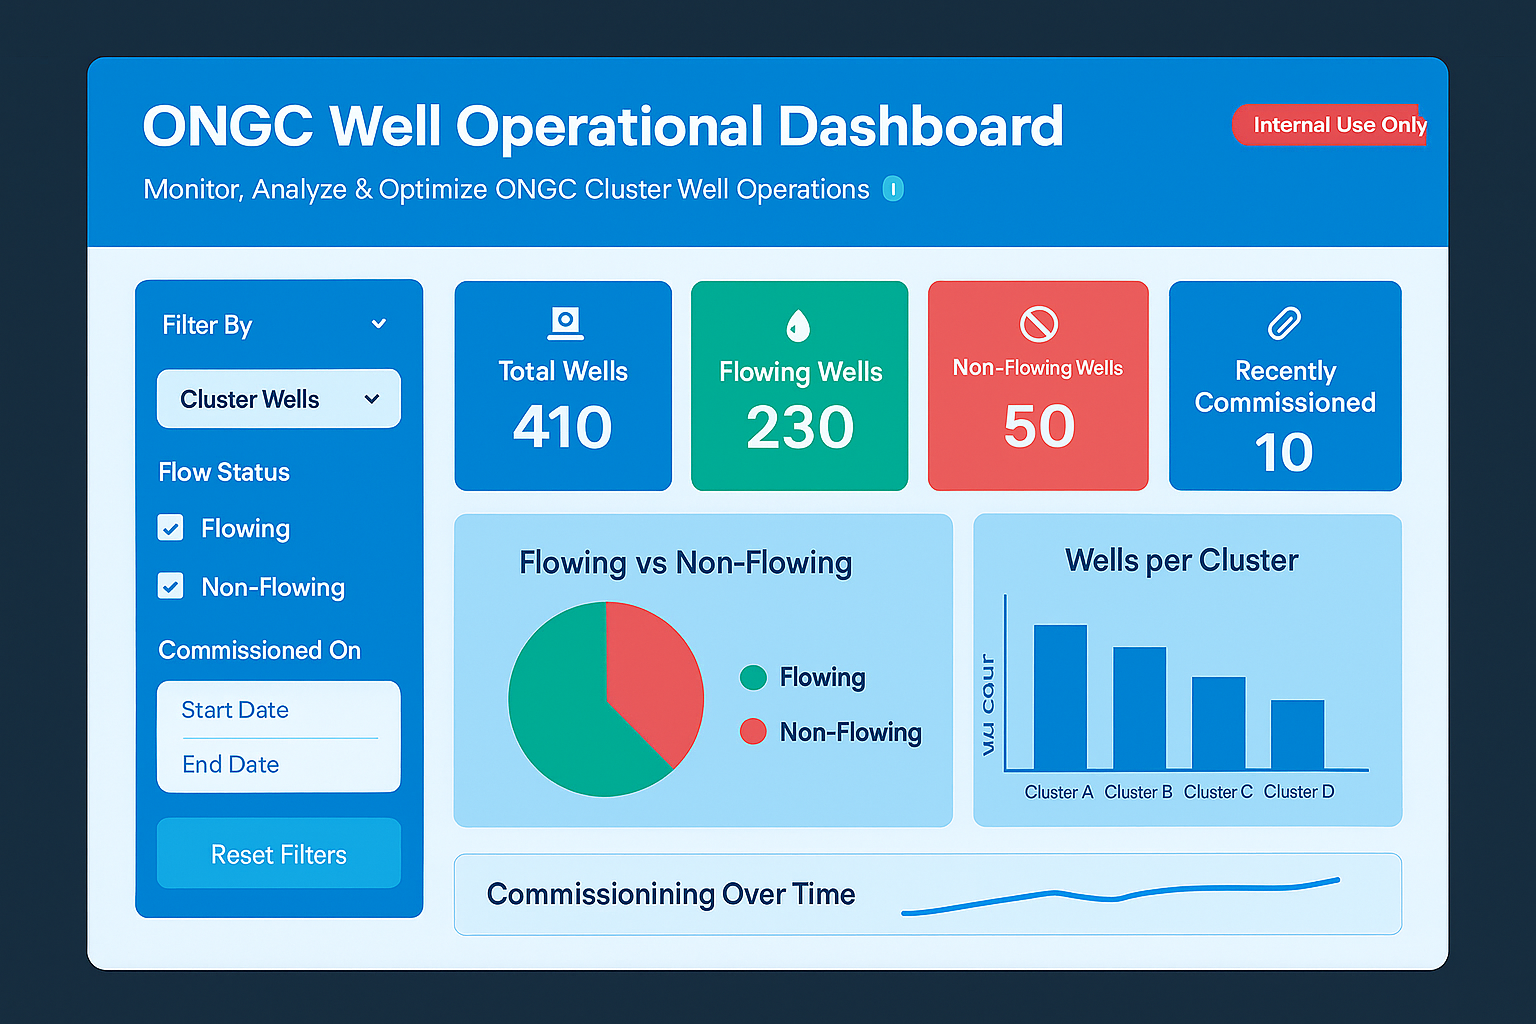 ONGC Well Operational Dashboard
Internal Use Only
Monitor, Analyze & Optimize ONGC Cluster Well Operations
Filter By
Cluster Wells
Flow Status
Flowing
Non-Flowing
Commissioned On
Start Date
End Date
Reset Filters
Total Wells
410
Flowing Wells
230
Non-Flowing Wells
50
Recently
Commissioned
10
Flowing vs Non-Flowing
Flowing
Non-Flowing
Wells per Cluster
Cluster A Cluster B Cluster C Cluster D
Commissionining Over Time